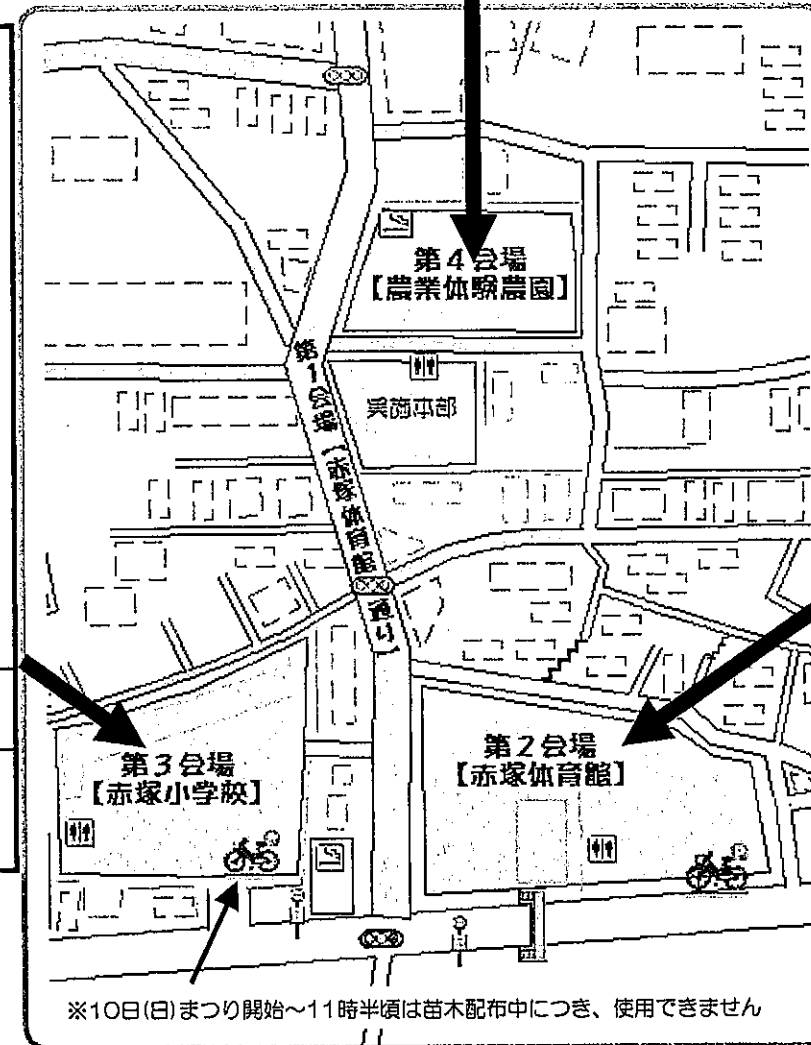 第4会場
【農業体験農園】
実施本部
第1会場(赤塚体育館通り)
第3会場
【赤塚小学校】
第2会場
【赤塚体育館】
※10日(日)まつり開始～11時半頃は苗木配布中につき、使用できません